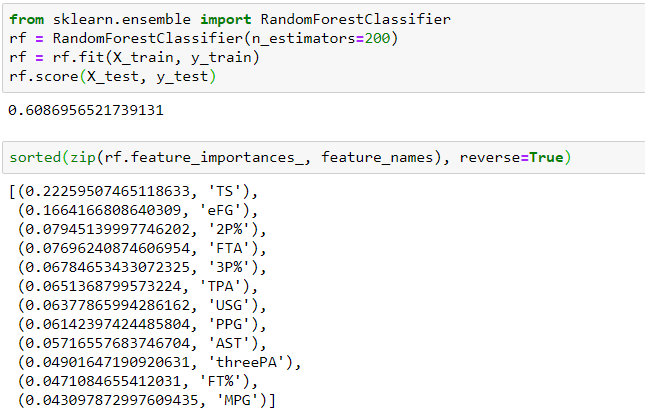 from sklearn.ensemble import RandomForestClassifier
rf = RandomForestClassifier(n_estimators=200)
rf = rf.fit(X_train, y_train)
rf.score(X_test, y_test)
0.6086956521739131
sorted(zip(rf.feature_importances_, feature_names), reverse=True)
[(0.22259507465118633, 'TS'),
(0.1664166808640309, 'eFG'),
(0.07945139997746202, '2P%'),
(0.07696240874606954, 'FTA'),
(0.06784653433072325, '3P%'),
(0.0651368799573224, 'TPA'),
(0.06377865994286162, 'USG'),
(0.06142397424485804, 'PPG'),
(0.05716557683746704, 'AST'),
(0.04901647190920631, 'threePA'),
(0.0471084655412031, 'FT%'),
(0.043097872997609435, 'MPG')]